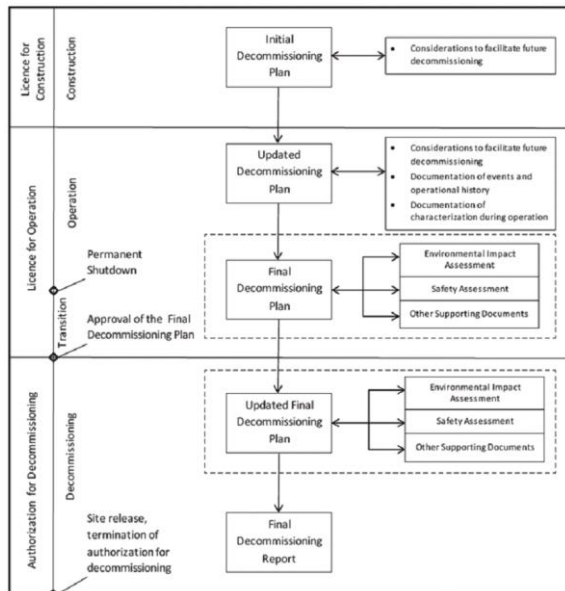 Licence for
Construction
Construction
Initial
Decommissioning
Plan
• Considerations to facilitate future
decommissioning
Licence for Operation
Operation
Updated
Decommissioning
Plan
• Considerations to facilitate future
decommissioning
• Documentation of events and
operational history
• Documentation of
characterization during operation
Permanent
Shutdown
Transition
Approval of the Final
Decommissioning Plan
Final
Decommissioning
Plan
Environmental Impact
Assessment
Safety Assessment
Other Supporting Documents
Authorization for Decommissioning
Decommissioning
Updated Final
Decommissioning
Plan
Environmental Impact
Assessment
Safety Assessment
Other Supporting Documents
Site release,
termination of
authorization for
decommissioning
Final
Decommissioning
Report